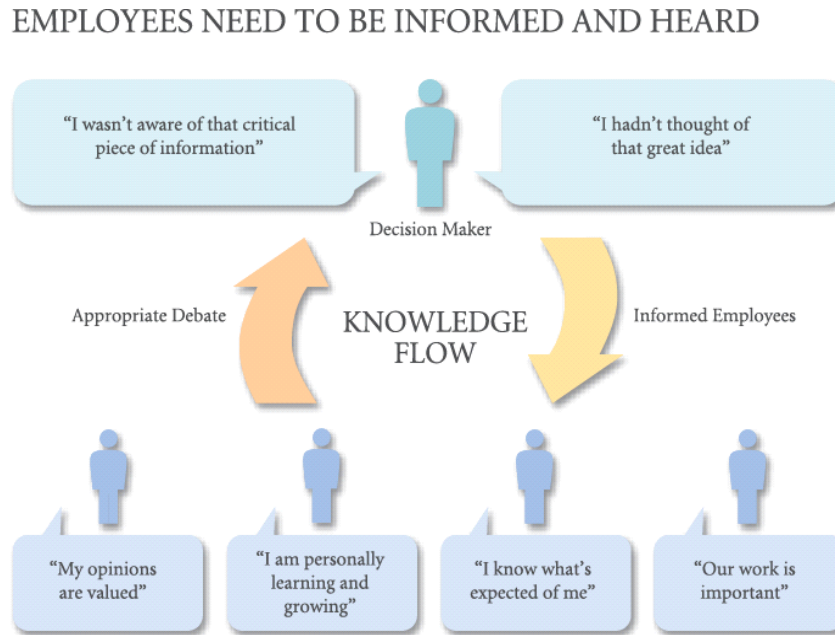 EMPLOYEES NEED TO BE INFORMED AND HEARD
“I wasn't aware of that critical
piece of information”
“I hadn't thought of
that great idea”
Decision Maker
Appropriate Debate
KNOWLEDGE
FLOW
Informed Employees
“My opinions
are valued”
“I am personally
learning and
growing”
“I know what's
expected of me”
“Our work is
important”